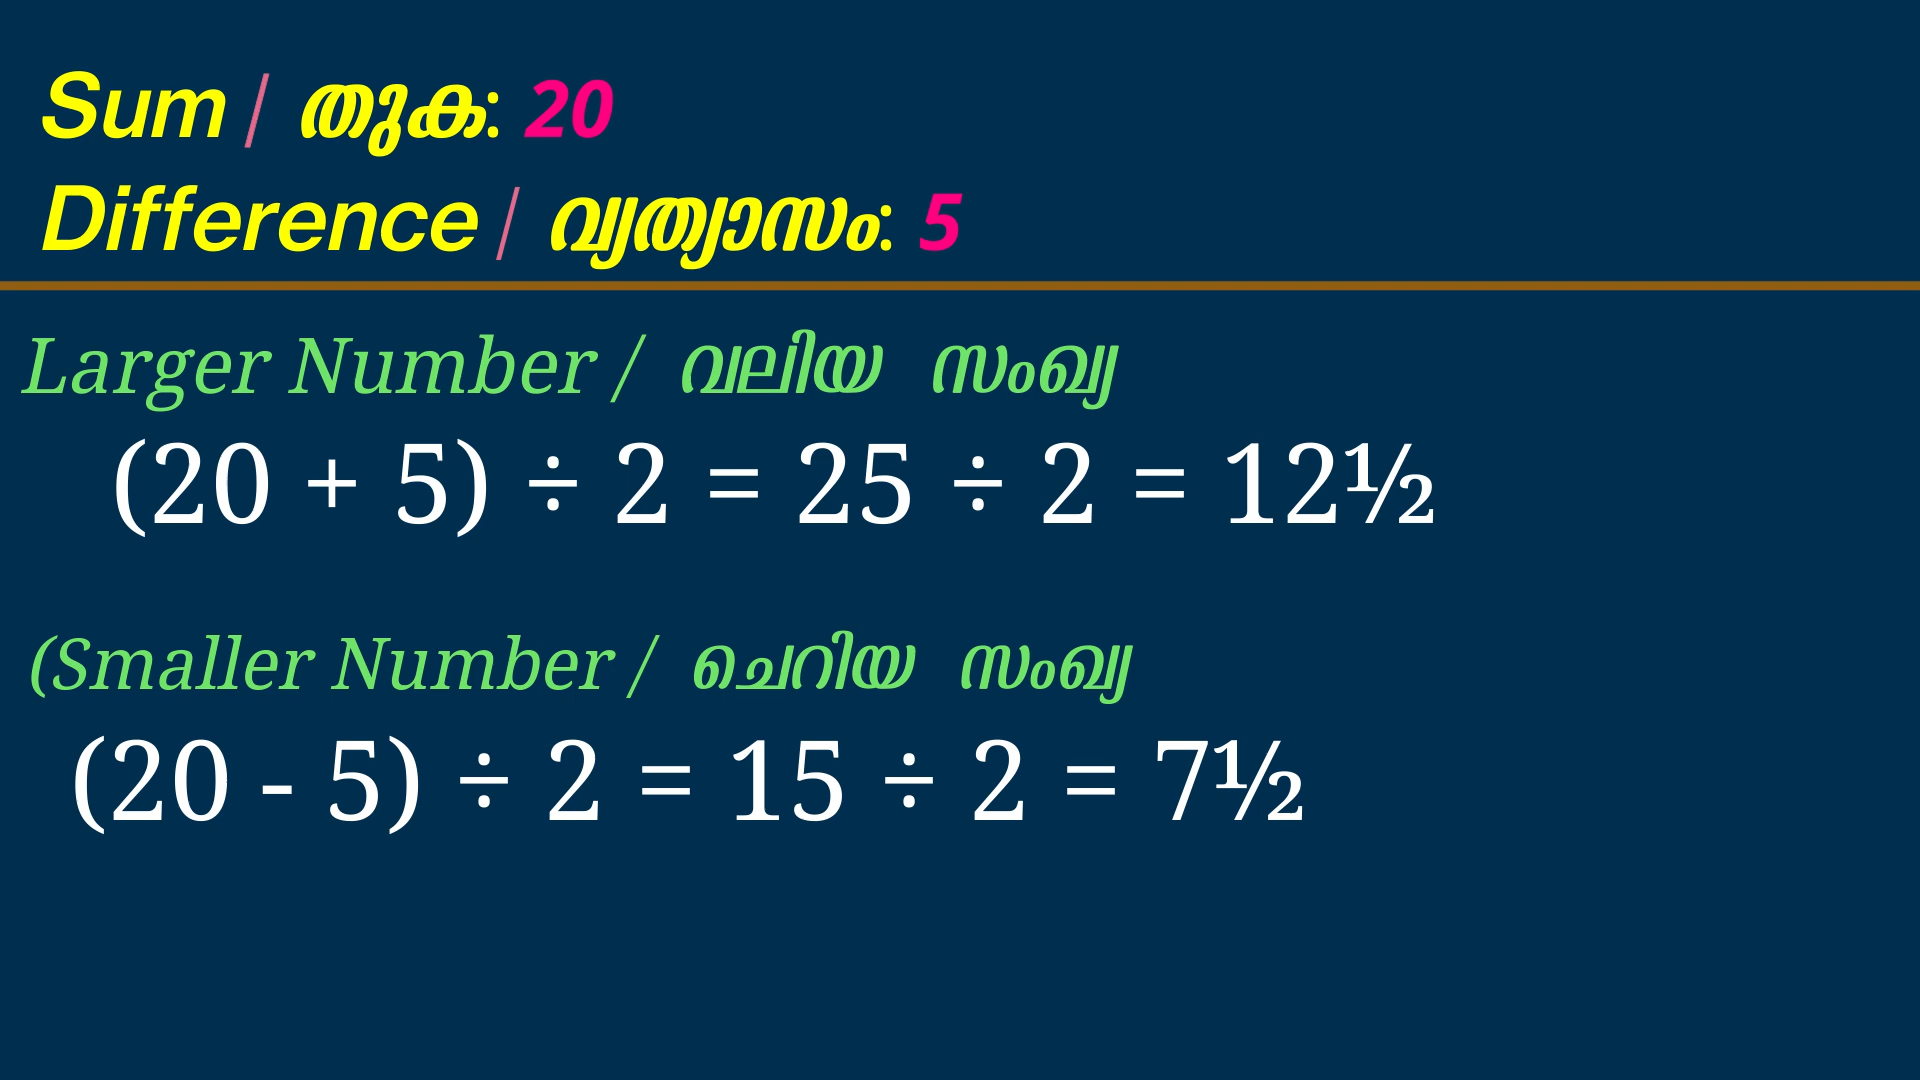 Sum / തുക: 20
Difference / വ്യത്യാസം: 5
Larger Number / വലിയ സംഖ്യ
(20 + 5) ÷ 2 = 25 ÷ 2 = 12½
(Smaller Number / ചെറിയ സംഖ്യ
(20 - 5) ÷ 2 = 15 ÷ 2 = 7½